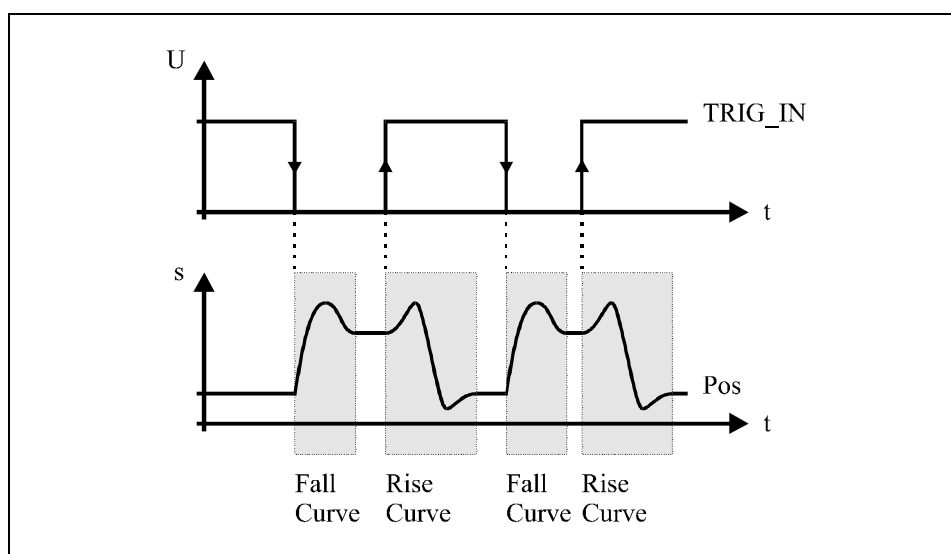 U
TRIG_IN
t
s
Pos
t
Fall
Curve
Rise
Curve
Fall
Curve
Rise
Curve